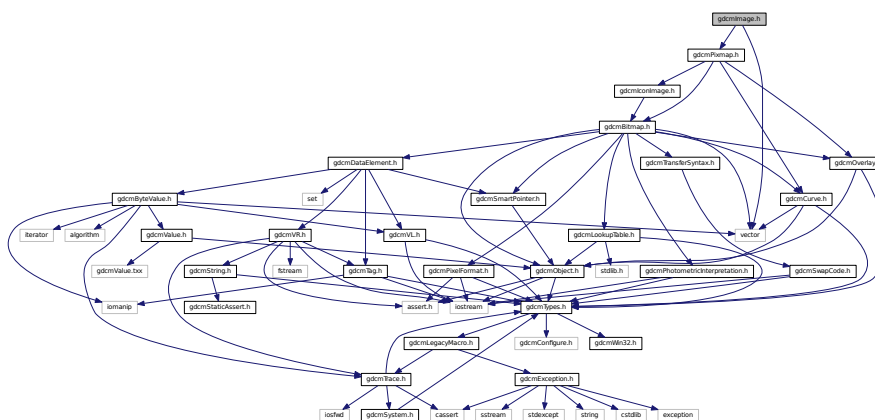 gdcmImage.h
gdcmPixmap.h
gdcmIconImage.h
gdcmBitmap.h
gdcmDataElement.h
gdcmTransferSyntax.h
gdcmOverlay
gdcmByteValue.h
set
gdcmSmartPointer.h
gdcmCurve.h
iterator
algorithm
gdcmValue.h
gdcmVR.h
gdcmVL.h
gdcmLookupTable.h
vector
gdcmValue.txx
gdcmString.h
fstream
gdcmTag.h
gdcmPixelFormat.h
gdcmObject.h
stdlib.h
gdcmPhotometricInterpretation.h
gdcmSwapCode.h
iomanip
gdcmStaticAssert.h
assert.h
iostream
gdcmTypes.h
gdcmLegacyMacro.h
gdcmConfigure.h
gdcmWin32.h
gdcmTrace.h
gdcmException.h
iosfwd
gdcmSystem.h
cassert
sstream
stdexcept
string
cstdlib
exception